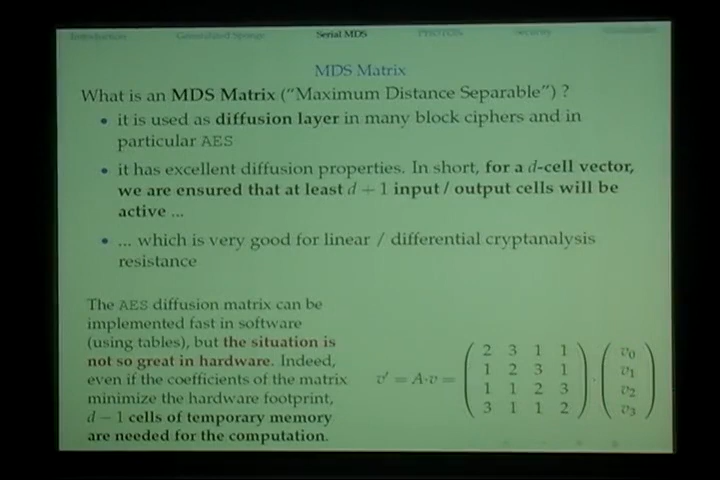 Introduction Generalized Sponge Serial MDS PHOTON Security
MDS Matrix
What is an MDS Matrix ("Maximum Distance Separable") ?
• it is used as diffusion layer in many block ciphers and in
particular AES
• it has excellent diffusion properties. In short, for a d-cell vector,
we are ensured that at least d + 1 input / output cells will be
active ...
• ... which is very good for linear / differential cryptanalysis
resistance
The AES diffusion matrix can be
implemented fast in software
(using tables), but the situation is
not so great in hardware. Indeed,
even if the coefficients of the matrix
minimize the hardware footprint,
d − 1 cells of temporary memory
are needed for the computation.
v' = A · v =
2 3 1 1
1 2 3 1
1 1 2 3
3 1 1 2
·
v0
v1
v2
v3